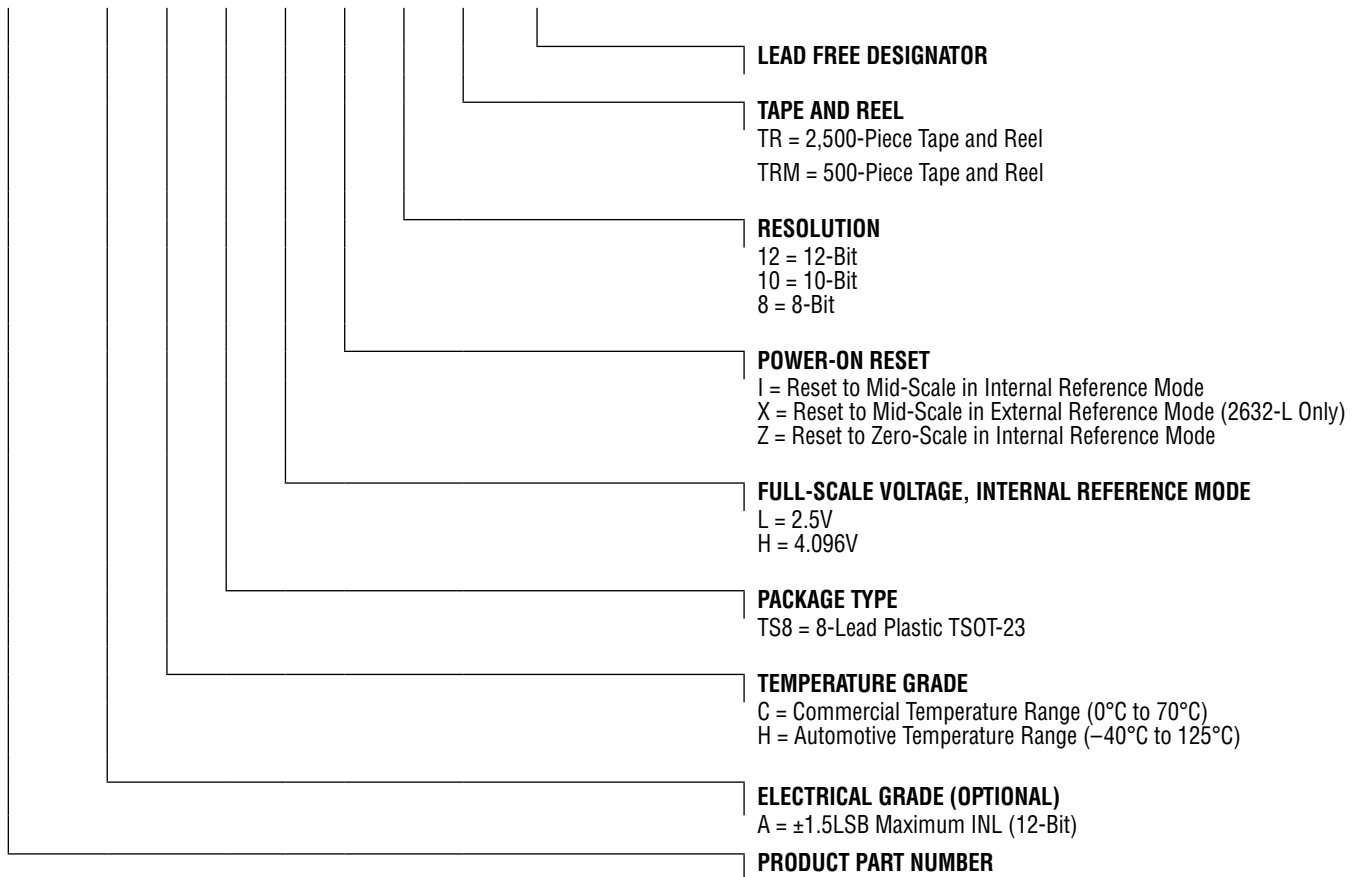 LEAD FREE DESIGNATOR
TAPE AND REEL
TR = 2,500-Piece Tape and Reel
TRM = 500-Piece Tape and Reel
RESOLUTION
12 = 12-Bit
10 = 10-Bit
8 = 8-Bit
POWER-ON RESET
I = Reset to Mid-Scale in Internal Reference Mode
X = Reset to Mid-Scale in External Reference Mode (2632-L Only)
Z = Reset to Zero-Scale in Internal Reference Mode
FULL-SCALE VOLTAGE, INTERNAL REFERENCE MODE
L = 2.5V
H = 4.096V
PACKAGE TYPE
TS8 = 8-Lead Plastic TSOT-23
TEMPERATURE GRADE
C = Commercial Temperature Range (0°C to 70°C)
H = Automotive Temperature Range (–40°C to 125°C)
ELECTRICAL GRADE (OPTIONAL)
A = ±1.5LSB Maximum INL (12-Bit)
PRODUCT PART NUMBER